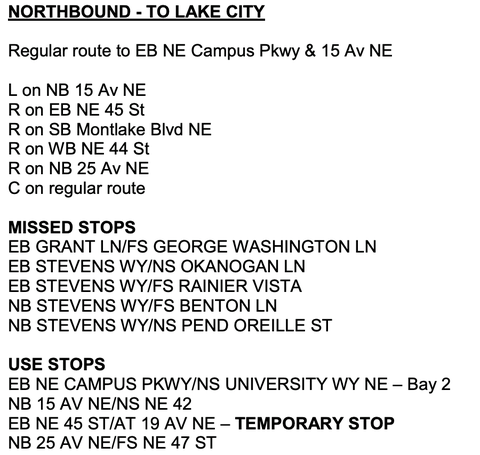 NORTHBOUND - TO LAKE CITY
Regular route to EB NE Campus Pkwy & 15 Av NE
L on NB 15 Av NE
R on EB NE 45 St
R on SB Montlake Blvd NE
R on WB NE 44 St
R on NB 25 Av NE
C on regular route
MISSED STOPS
EB GRANT LN/FS GEORGE WASHINGTON LN
EB STEVENS WY/NS OKANOGAN LN
EB STEVENS WY/FS RAINIER VISTA
NB STEVENS WY/FS BENTON LN
NB STEVENS WY/NS PEND OREILLE ST
USE STOPS
EB NE CAMPUS PKWY/NS UNIVERSITY WY NE – Bay 2
NB 15 AV NE/NS NE 42
EB NE 45 ST/AT 19 AV NE – TEMPORARY STOP
NB 25 AV NE/FS NE 47 ST